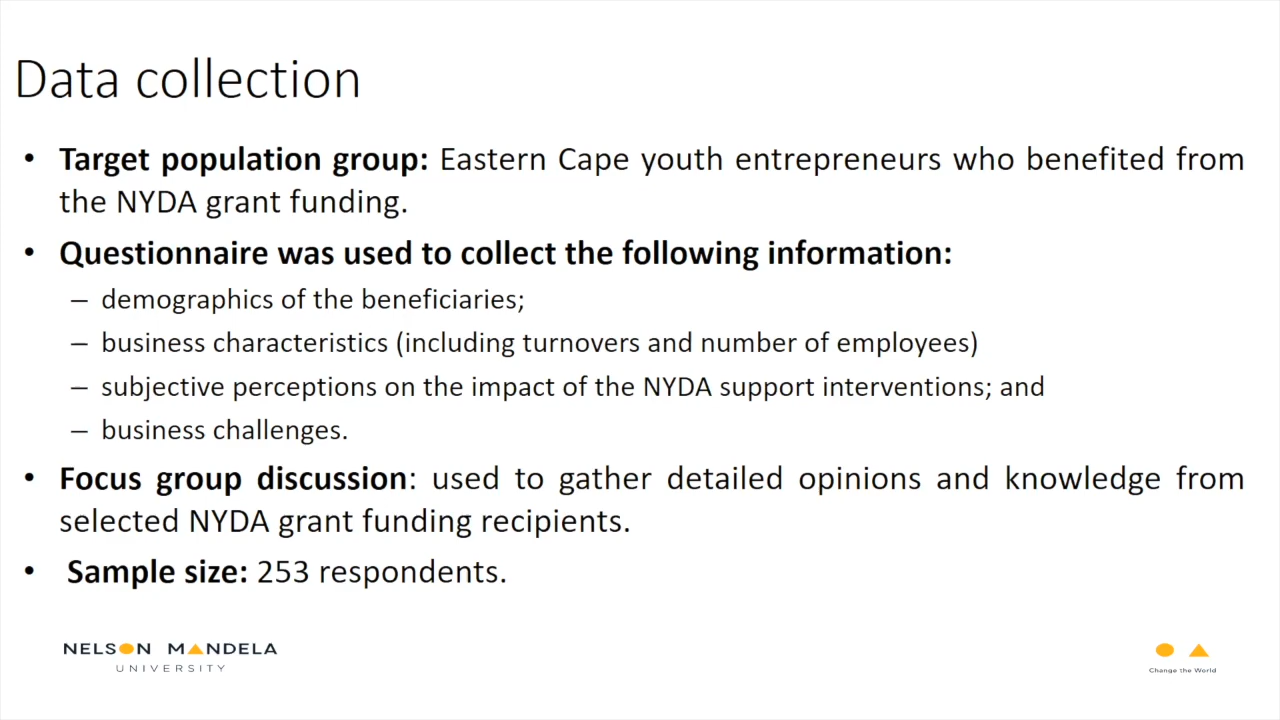 Data collection
• Target population group: Eastern Cape youth entrepreneurs who benefited from
the NYDA grant funding.
• Questionnaire was used to collect the following information:
– demographics of the beneficiaries;
– business characteristics (including turnovers and number of employees)
– subjective perceptions on the impact of the NYDA support interventions; and
– business challenges.
• Focus group discussion: used to gather detailed opinions and knowledge from
selected NYDA grant funding recipients.
• Sample size: 253 respondents.
NELSON MANDELA
UNIVERSITY
Change the World